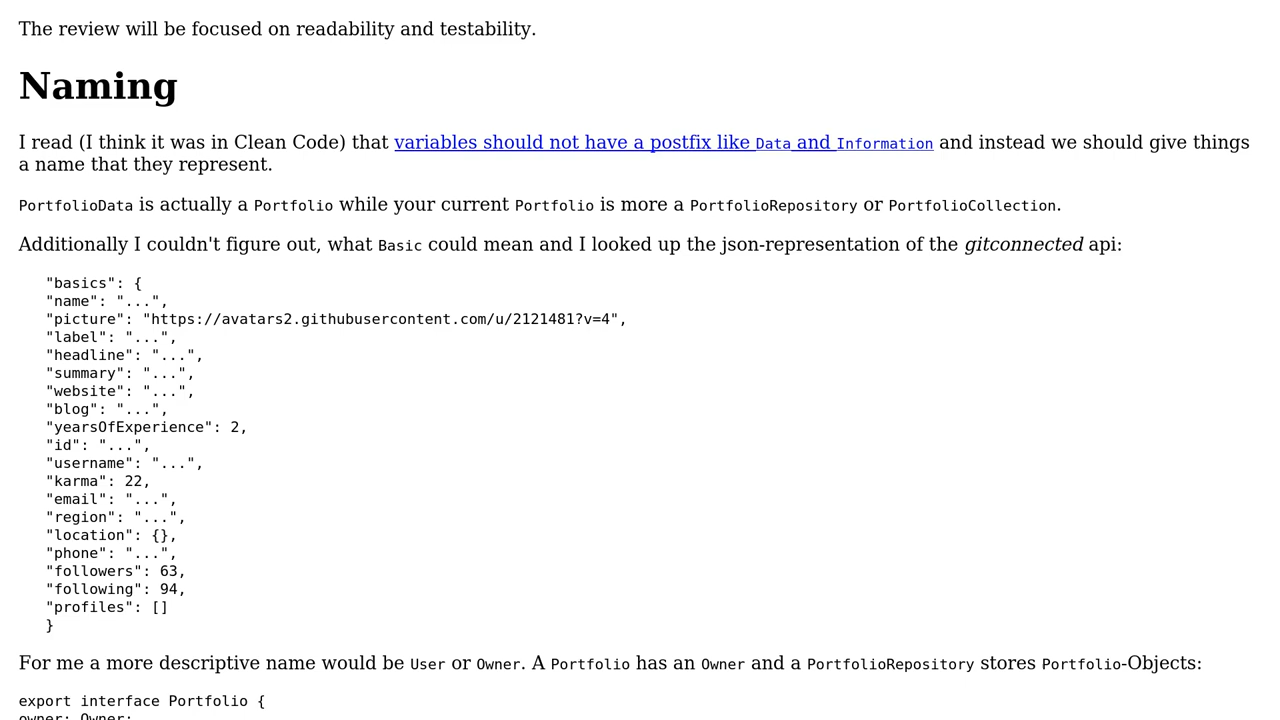 The review will be focused on readability and testability.
Naming
I read (I think it was in Clean Code) that variables should not have a postfix like Data and Information and instead we should give things
a name that they represent.
PortfolioData is actually a Portfolio while your current Portfolio is more a PortfolioRepository or PortfolioCollection.
Additionally I couldn't figure out, what Basic could mean and I looked up the json-representation of the gitconnected api:
"basics": {
"name": "...",
"picture": "https://avatars2.githubusercontent.com/u/2121481?v=4",
"label": "...",
"headline": "...",
"summary": "...",
"website": "...",
"blog": "...",
"yearsOfExperience": 2,
"id": "...",
"username": "...",
"karma": 22,
"email": "...",
"region": "...",
"location": {},
"phone": "...",
"followers": 63,
"following": 94,
"profiles": []
}
For me a more descriptive name would be User or Owner. A Portfolio has an Owner and a PortfolioRepository stores Portfolio-Objects:
export interface Portfolio {
owner: Owner;